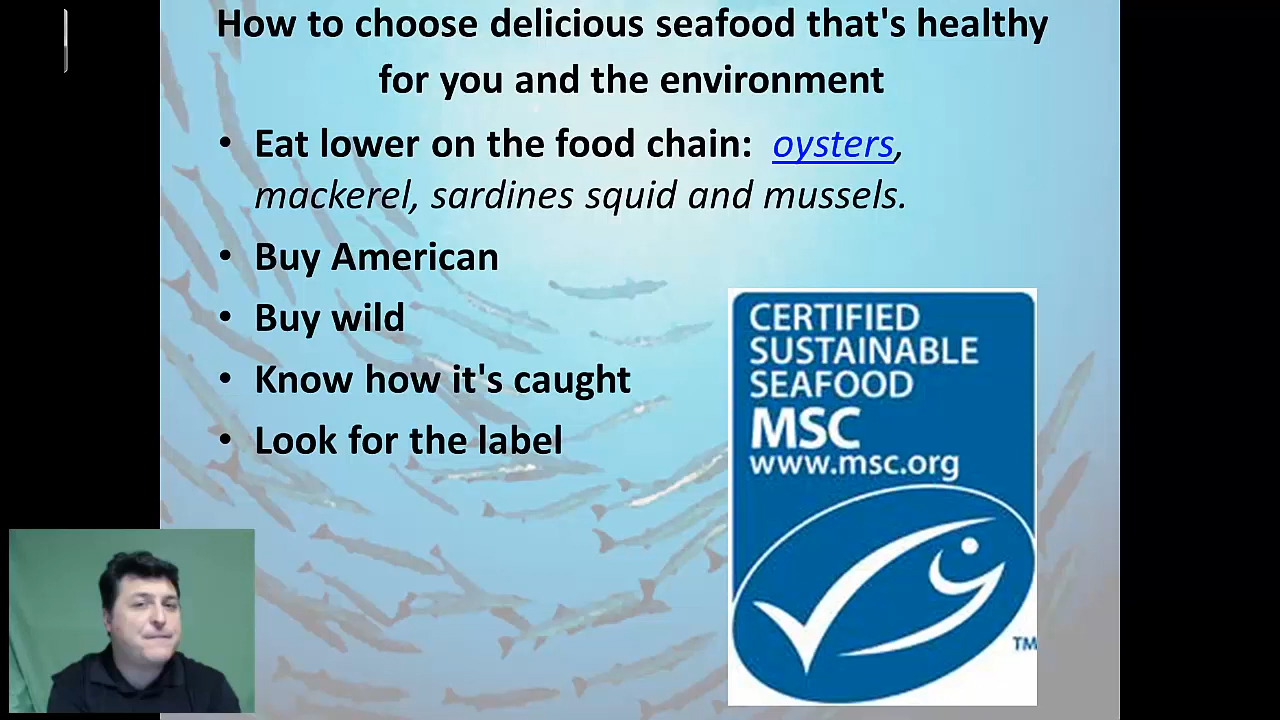 How to choose delicious seafood that's healthy
for you and the environment
• Eat lower on the food chain: oysters,
mackerel, sardines squid and mussels.
• Buy American
• Buy wild
• Know how it's caught
• Look for the label
CERTIFIED
SUSTAINABLE
SEAFOOD
MSC
www.msc.org
TM